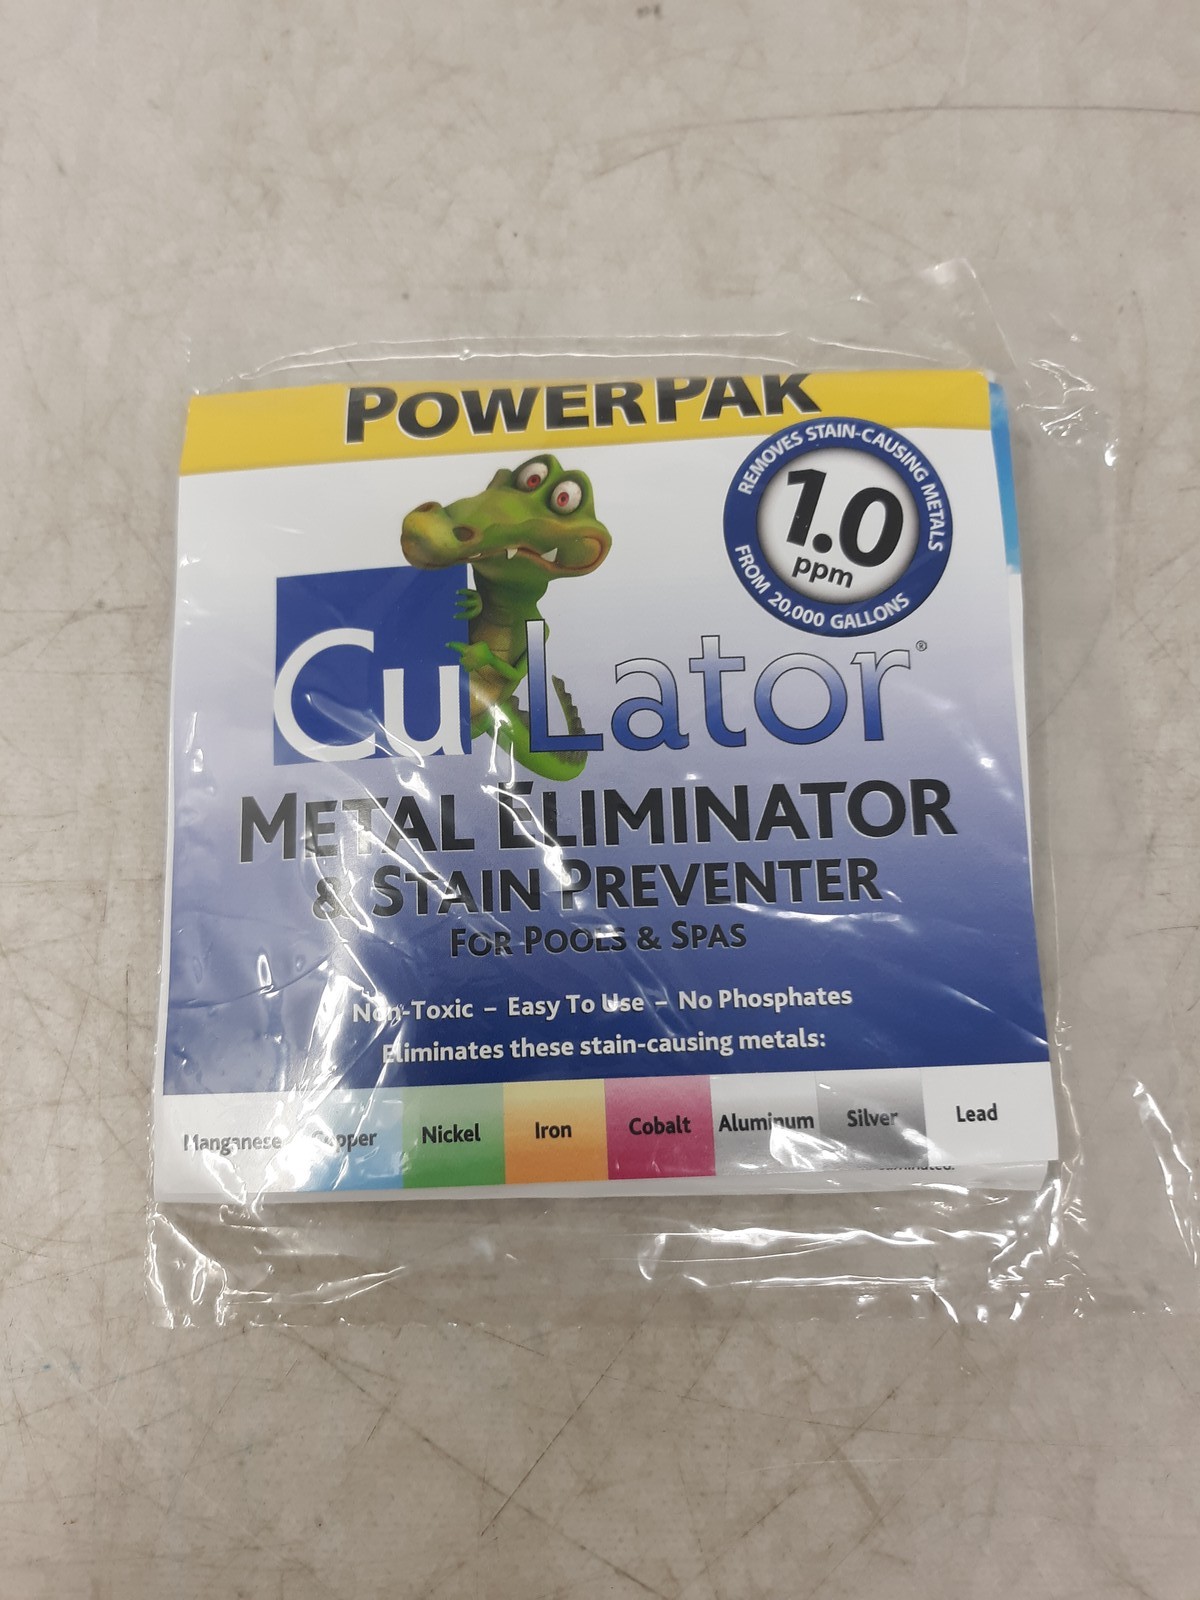 POWERPAK
REMOVES STAIN-CAUSING METALS
1.0
ppm
FROM 20,000 GALLONS
CuLator®
METAL ELIMINATOR
& STAIN PREVENTER
FOR POOLS & SPAS
Non-Toxic – Easy To Use – No Phosphates
Eliminates these stain-causing metals:
Manganese Copper Nickel Iron Cobalt Aluminum Silver Lead